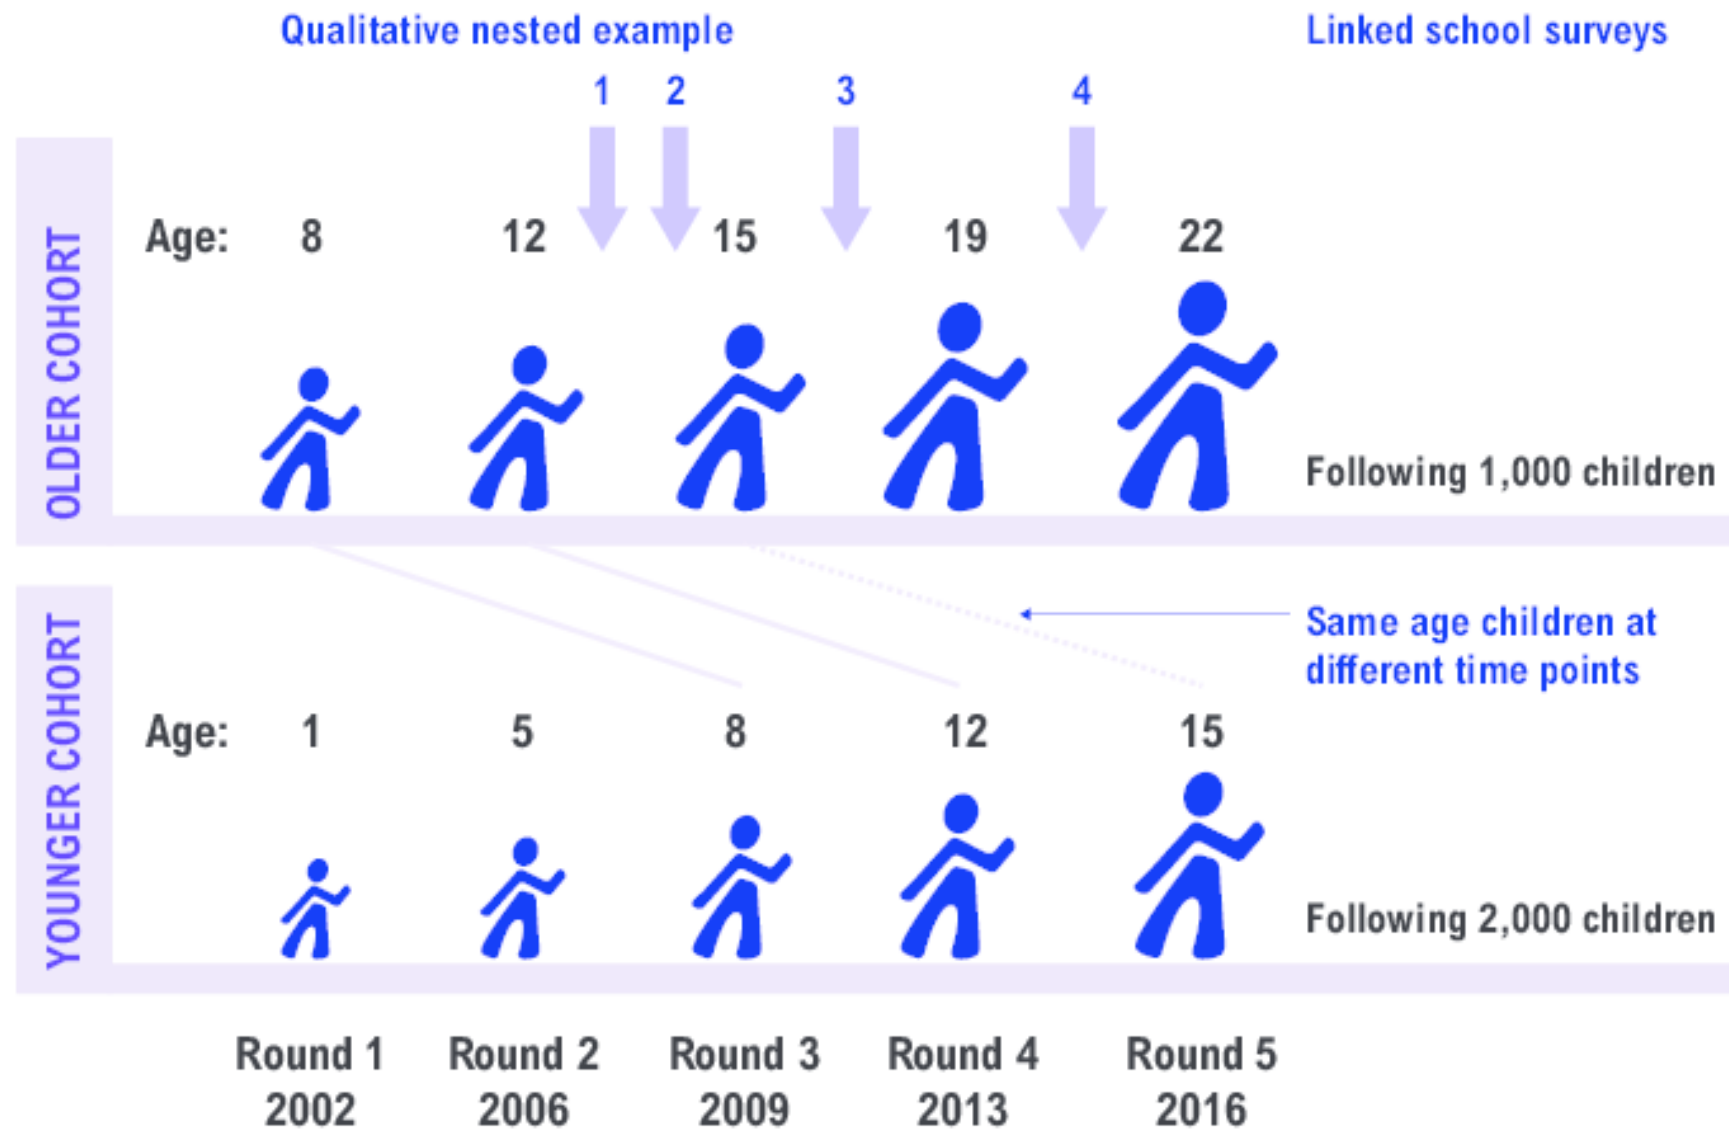 Qualitative nested example
Linked school surveys
1 2 3 4
OLDER COHORT
Age: 8 12 15 19 22
Following 1,000 children
Same age children at
different time points
YOUNGER COHORT
Age: 1 5 8 12 15
Following 2,000 children
Round 1 Round 2 Round 3 Round 4 Round 5
2002 2006 2009 2013 2016